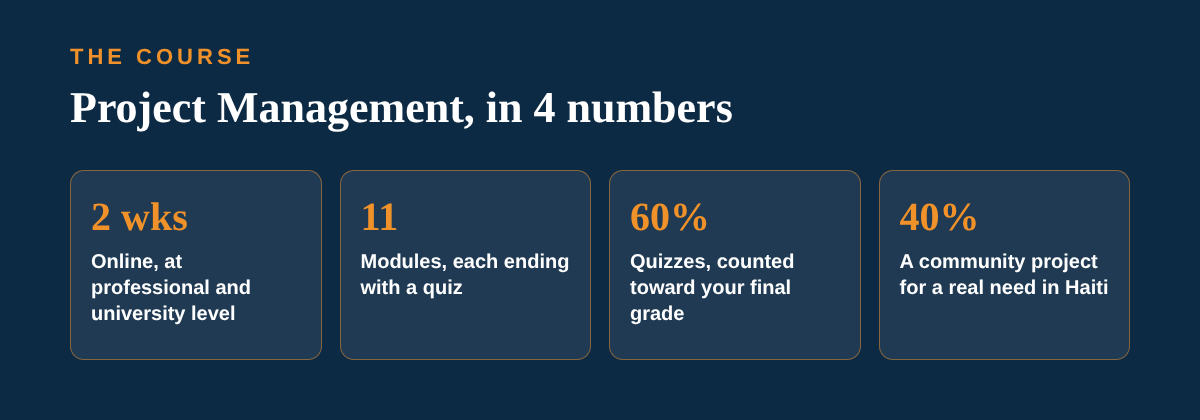 THE COURSE
Project Management, in 4 numbers
2 wks
Online, at
professional and
university level
11
Modules, each ending
with a quiz
60%
Quizzes, counted
toward your final
grade
40%
A community project
for a real need in Haiti